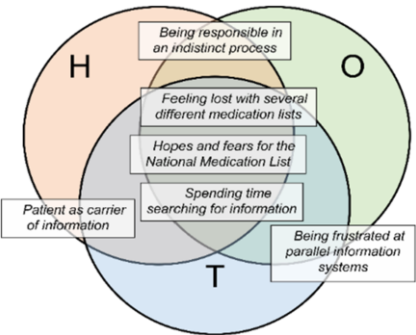 Being responsible in
an indistinct process
H
O
Feeling lost with several
different medication lists
Hopes and fears for the
National Medication List
Spending time
searching for information
Patient as carrier
of information
Being frustrated at
parallel information
systems
T